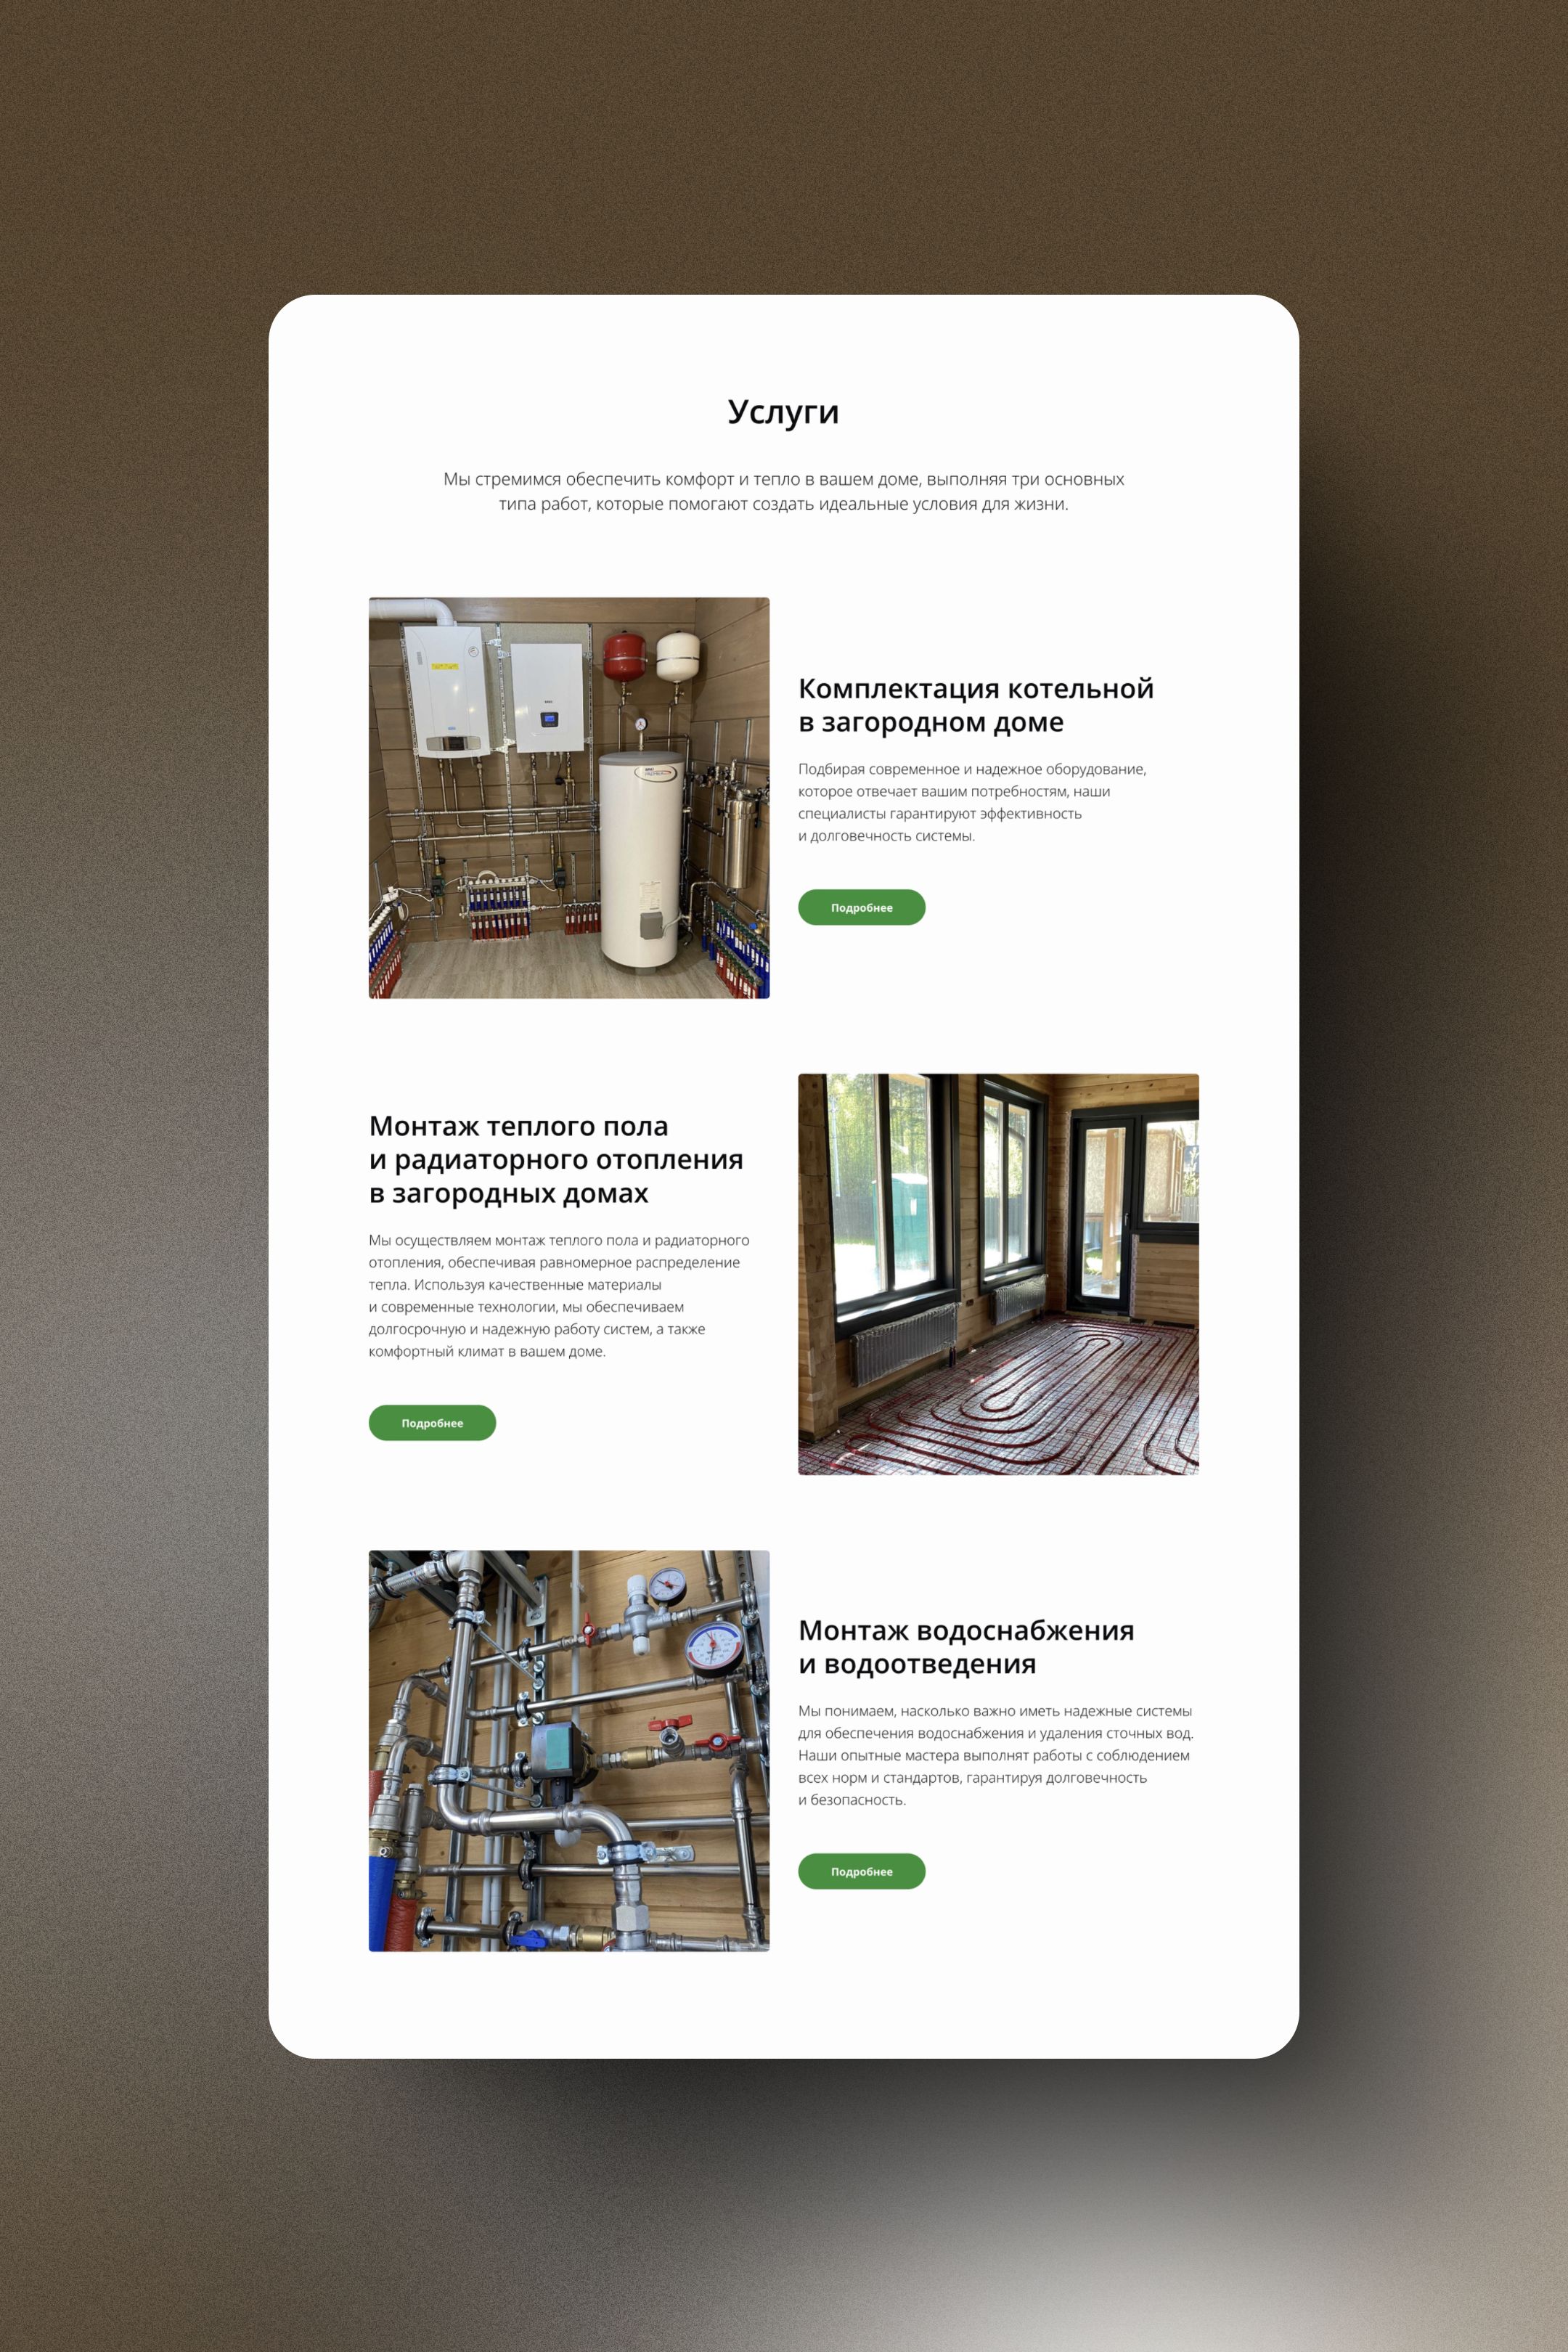 Услуги
Мы стремимся обеспечить комфорт и тепло в вашем доме, выполняя три основных
типа работ, которые помогают создать идеальные условия для жизни.
Комплектация котельной
в загородном доме
Подбирая современное и надежное оборудование,
которое отвечает вашим потребностям, наши
специалисты гарантируют эффективность
и долговечность системы.
Подробнее
Монтаж теплого пола
и радиаторного отопления
в загородных домах
Мы осуществляем монтаж теплого пола и радиаторного
отопления, обеспечивая равномерное распределение
тепла. Используя качественные материалы
и современные технологии, мы обеспечиваем
долгосрочную и надежную работу систем, а также
комфортный климат в вашем доме.
Подробнее
Монтаж водоснабжения
и водоотведения
Мы понимаем, насколько важно иметь надежные системы
для обеспечения водоснабжения и удаления сточных вод.
Наши опытные мастера выполнят работы с соблюдением
всех норм и стандартов, гарантируя долговечность
и безопасность.
Подробнее